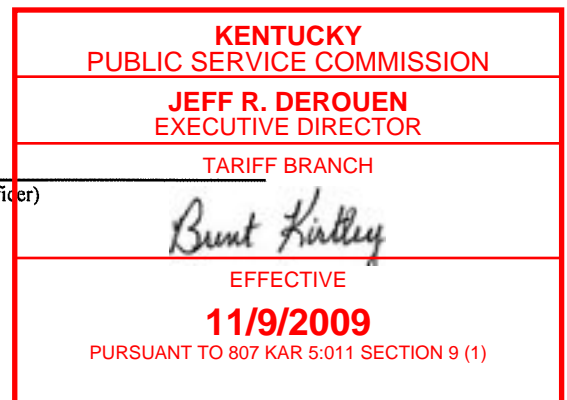 KENTUCKY
PUBLIC SERVICE COMMISSION
JEFF R. DEROUEN
EXECUTIVE DIRECTOR
TARIFF BRANCH
Bunt Kirtley
EFFECTIVE
11/9/2009
PURSUANT TO 807 KAR 5:011 SECTION 9 (1)